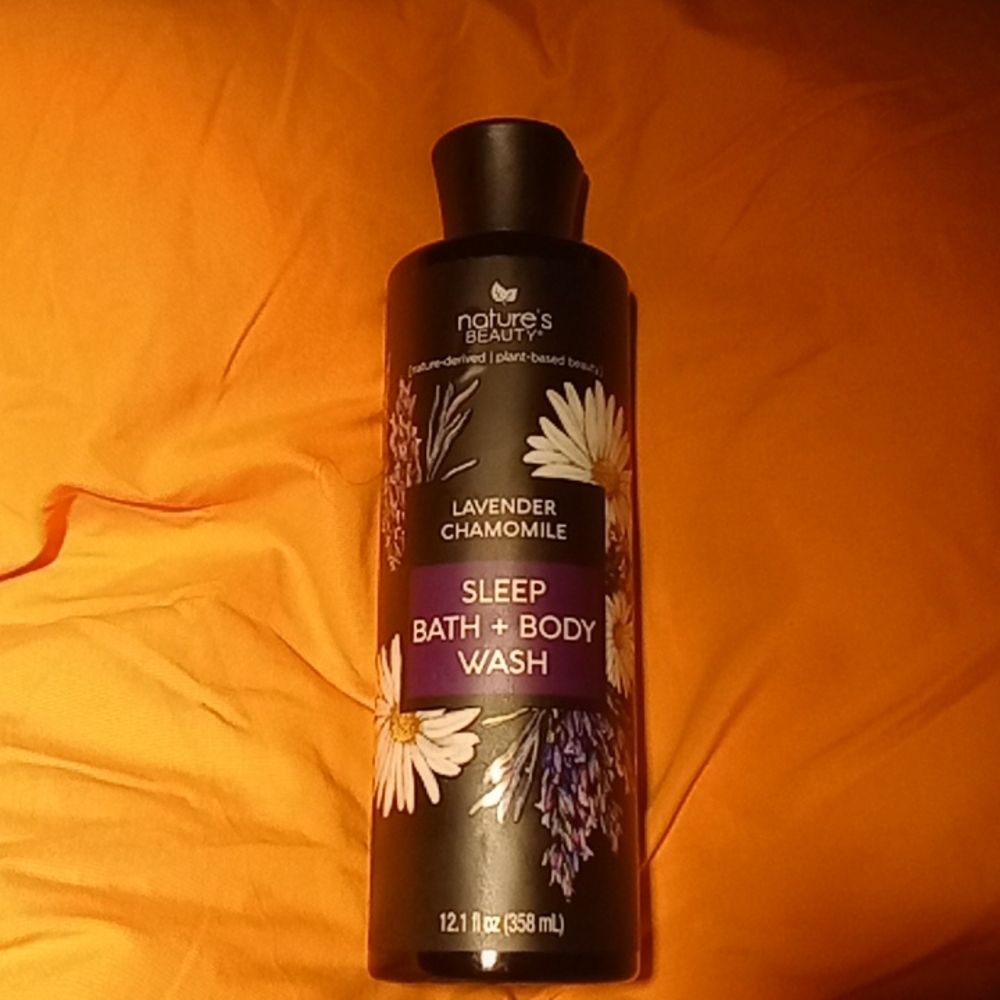 nature's
BEAUTY®
[nature-derived | plant-based beauty]
LAVENDER
CHAMOMILE
SLEEP
BATH + BODY
WASH
12.1 fl oz (358 mL)